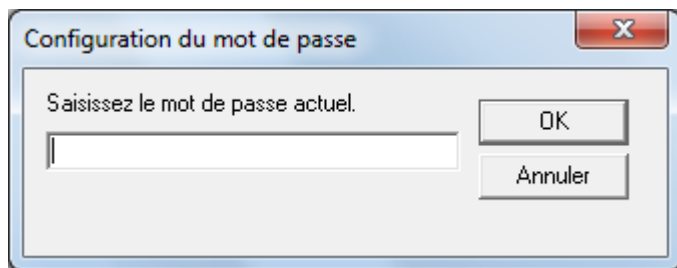 Configuration du mot de passe
Saisissez le mot de passe actuel.
OK
Annuler